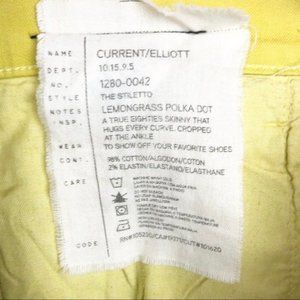 NAME CURRENT/ELLIOTT
DEPT. 10.15.9.5
NO. 1280-0042
STYLE THE STILETTO
NOTES LEMONGRASS POLKA DOT
INSP. A TRUE EIGHTIES SKINNY THAT
HUGS EVERY CURVE. CROPPED
AT THE ANKLE
WEAR TO SHOW OFF YOUR FAVORITE SHOES
CONT. 98% COTTON/ALGODON/COTON
2% ELASTIN/ELASTANE/ELASTHANE
CARE
CODE